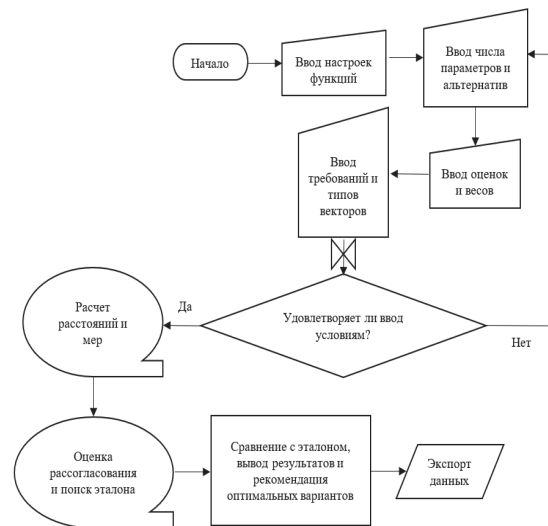 Начало
Ввод настроек
функций
Ввод числа
параметров и
альтернатив
Ввод оценок
и весов
Ввод
требований и
типов
векторов
Удовлетворяет ли ввод
условиям?
Да
Нет
Расчет
расстояний и
мер
Оценка
рассогласования
и поиск эталона
Сравнение с эталоном,
вывод результатов и
рекомендация
оптимальных вариантов
Экспорт
данных